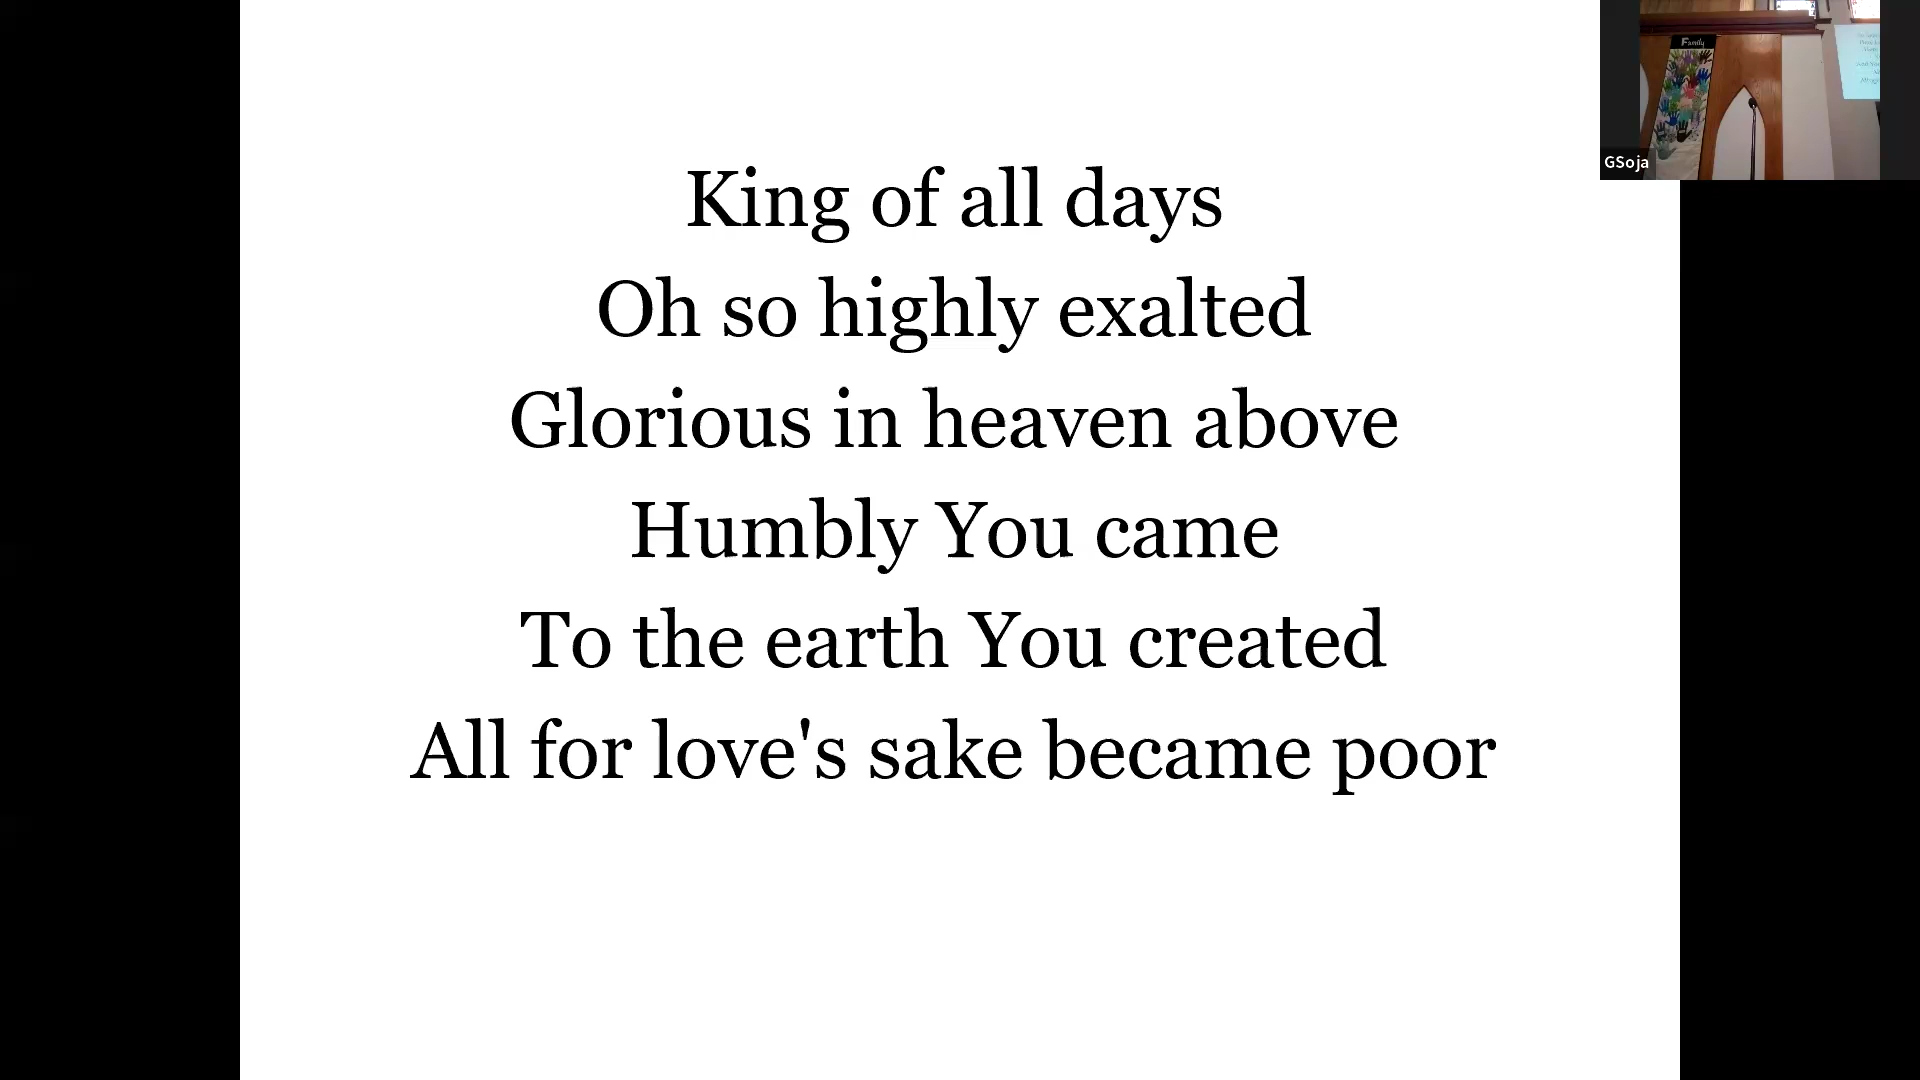 King of all days
Oh so highly exalted
Glorious in heaven above
Humbly You came
To the earth You created
All for love's sake became poor
Family
GSoja